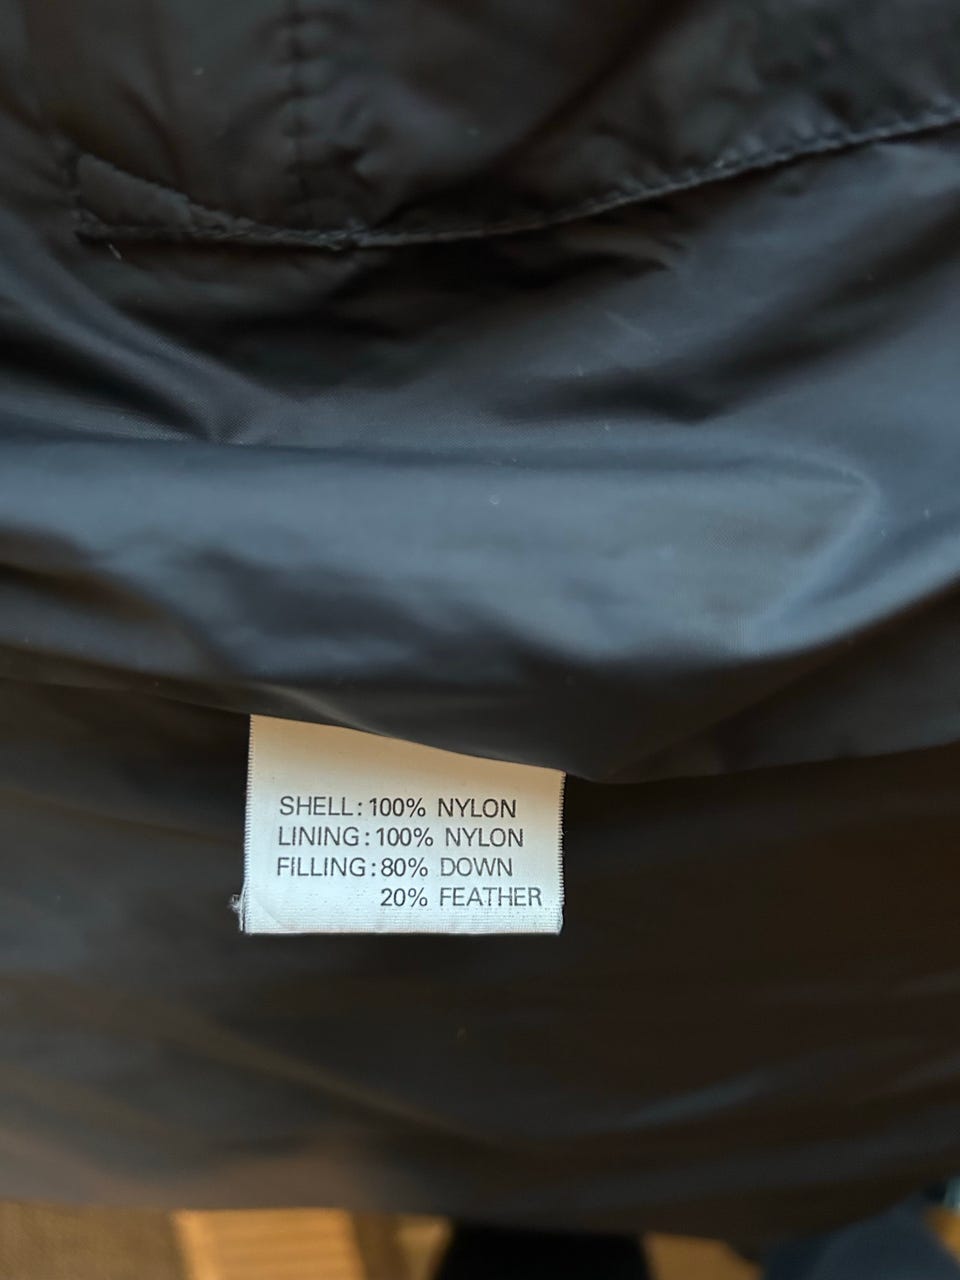 SHELL: 100% NYLON
LINING: 100% NYLON
FILLING: 80% DOWN
20% FEATHER